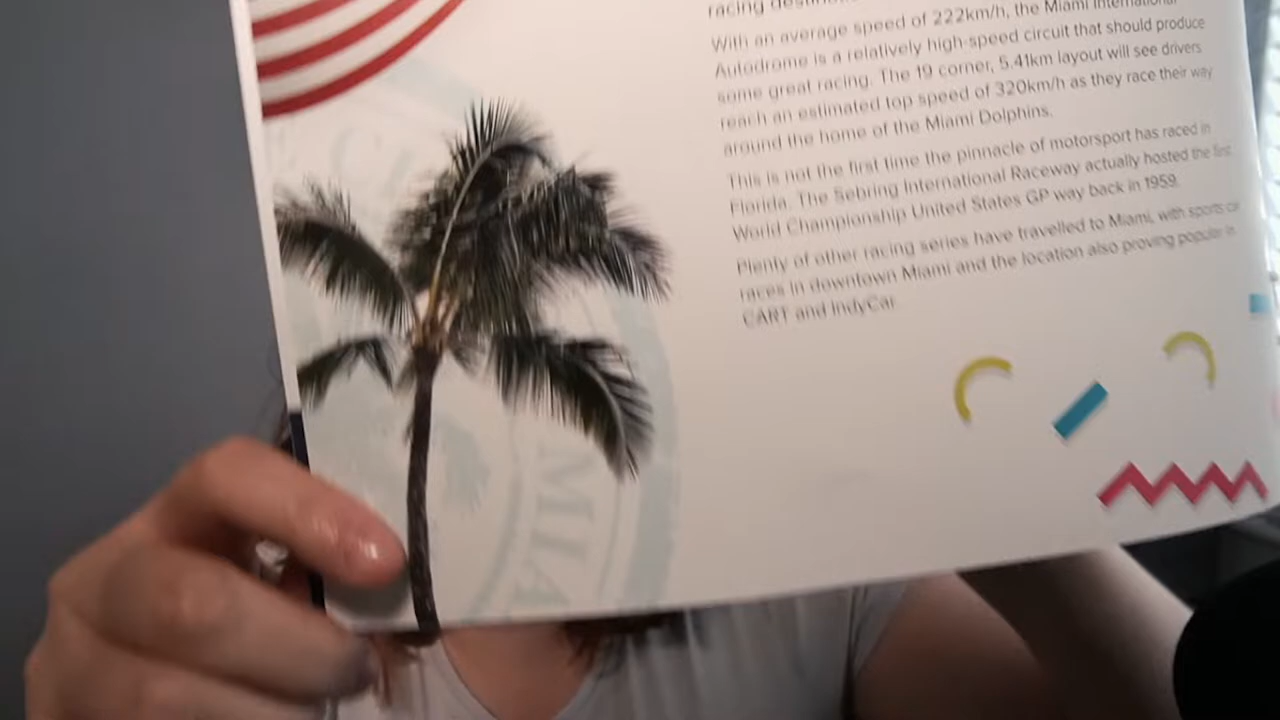 racing
With an average speed of 222km/h, the Miami International
Autodrome is a relatively high-speed circuit that should produce
some great racing. The 19 corner, 5.41km layout will see drivers
reach an estimated top speed of 320km/h as they race their way
around the home of the Miami Dolphins.
This is not the first time the pinnacle of motorsport has raced in
Florida. The Sebring International Raceway actually hosted the first
World Championship United States GP way back in 1959.
Plenty of other racing series have travelled to Miami, with sports car
races in downtown Miami and the location also proving popular in
CART and IndyCar.
MIA